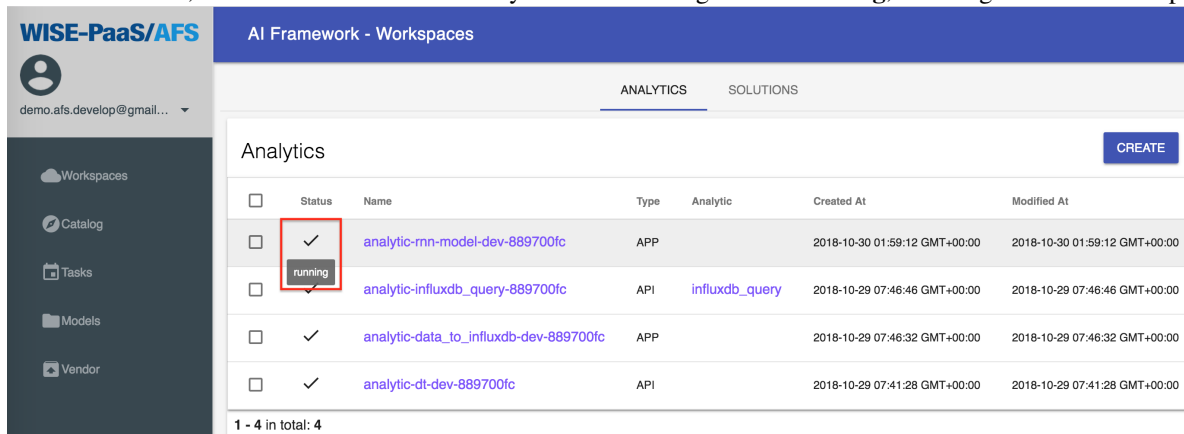 WISE-PaaS/AFS
demo.afs.develop@gmail...
Workspaces
Catalog
Tasks
Models
Vendor
AI Framework - Workspaces
ANALYTICS SOLUTIONS
Analytics
CREATE
Status Name Type Analytic Created At Modified At
analytic-rnn-model-dev-889700fc APP 2018-10-30 01:59:12 GMT+00:00 2018-10-30 01:59:12 GMT+00:00
running
analytic-influxdb_query-889700fc API influxdb_query 2018-10-29 07:46:46 GMT+00:00 2018-10-29 07:46:46 GMT+00:00
analytic-data_to_influxdb-dev-889700fc APP 2018-10-29 07:46:32 GMT+00:00 2018-10-29 07:46:32 GMT+00:00
analytic-dt-dev-889700fc API 2018-10-29 07:41:28 GMT+00:00 2018-10-29 07:41:28 GMT+00:00
1 - 4 in total: 4